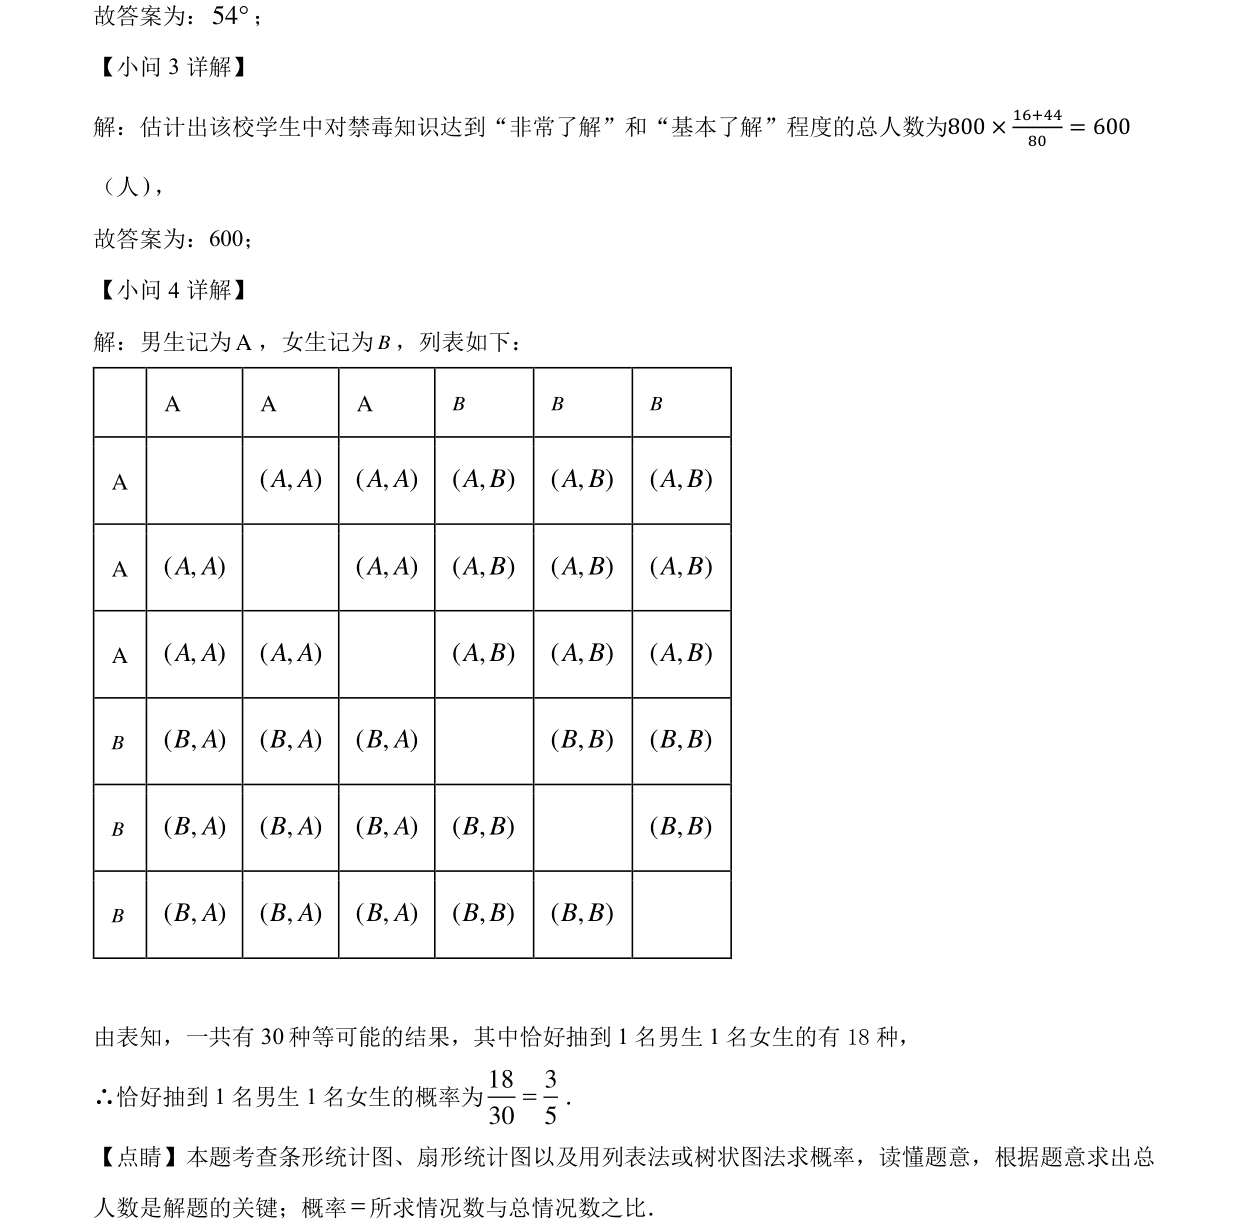 故答案为：54°；
【小问 3 详解】
解：估计出该校学生中对禁毒知识达到“非常了解”和“基本了解”程度的总人数为800 × \frac{16+44}{80} = 600
（人），
故答案为：600；
【小问 4 详解】
解：男生记为 A ，女生记为 B ，列表如下：
A A A B B B
A (A, A) (A, A) (A, B) (A, B) (A, B)
A (A, A) (A, A) (A, B) (A, B) (A, B)
A (A, A) (A, A) (A, B) (A, B) (A, B)
B (B, A) (B, A) (B, A) (B, B) (B, B)
B (B, A) (B, A) (B, A) (B, B) (B, B)
B (B, A) (B, A) (B, A) (B, B) (B, B)
由表知，一共有 30 种等可能的结果，其中恰好抽到 1 名男生 1 名女生的有 18 种，
∴恰好抽到 1 名男生 1 名女生的概率为 \frac{18}{30} = \frac{3}{5} ．
【点睛】本题考查条形统计图、扇形统计图以及用列表法或树状图法求概率，读懂题意，根据题意求出总
人数是解题的关键；概率＝所求情况数与总情况数之比．